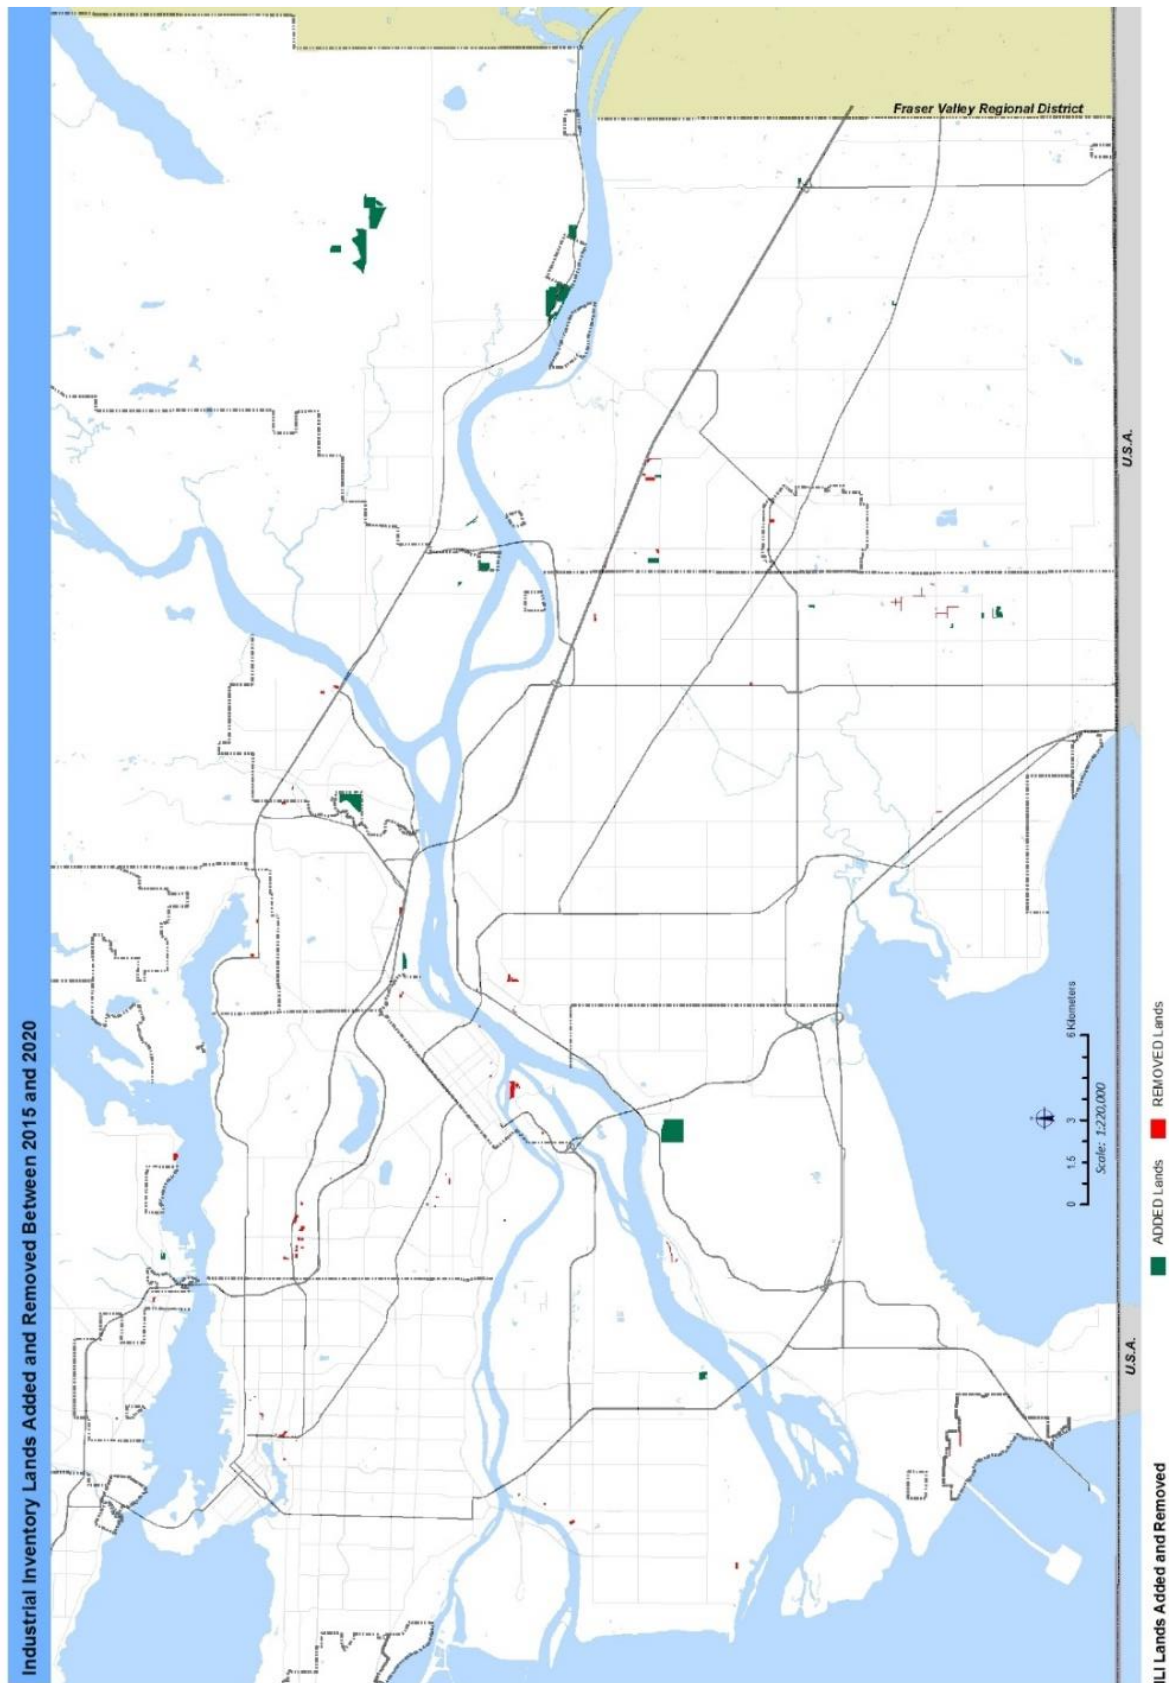 Industrial Inventory Lands Added and Removed Between 2015 and 2020
Fraser Valley Regional District
U.S.A.
U.S.A.
0 1.5 3 6 Kilometers
Scale: 1:220,000
ILI Lands Added and Removed
ADDED Lands
REMOVED Lands